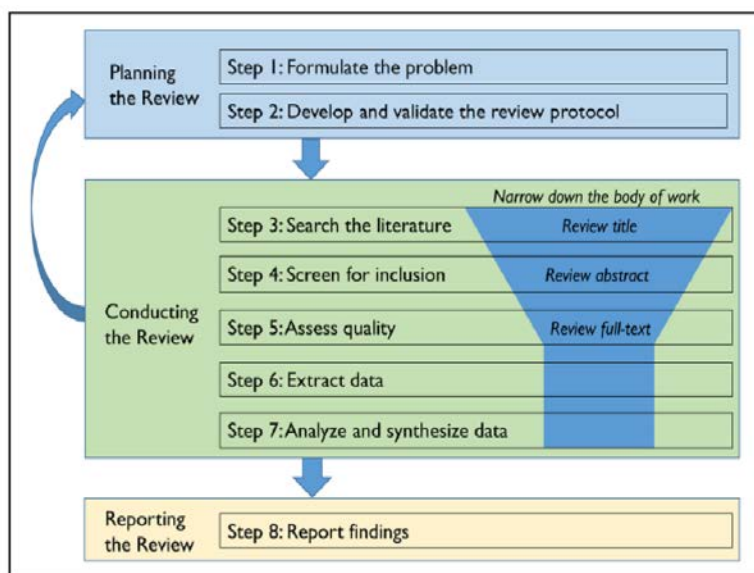 Planning
the Review
Step 1: Formulate the problem
Step 2: Develop and validate the review protocol
Narrow down the body of work
Conducting
the Review
Step 3: Search the literature
Review title
Step 4: Screen for inclusion
Review abstract
Step 5: Assess quality
Review full-text
Step 6: Extract data
Step 7: Analyze and synthesize data
Reporting
the Review
Step 8: Report findings